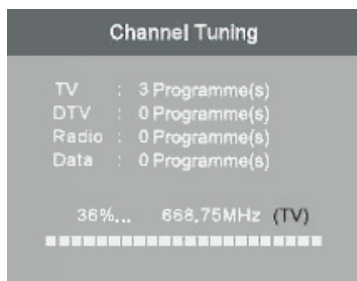 Channel Tuning
TV : 3 Programme(s)
DTV : 0 Programme(s)
Radio : 0 Programme(s)
Data : 0 Programme(s)
36%... 668.75MHz (TV)